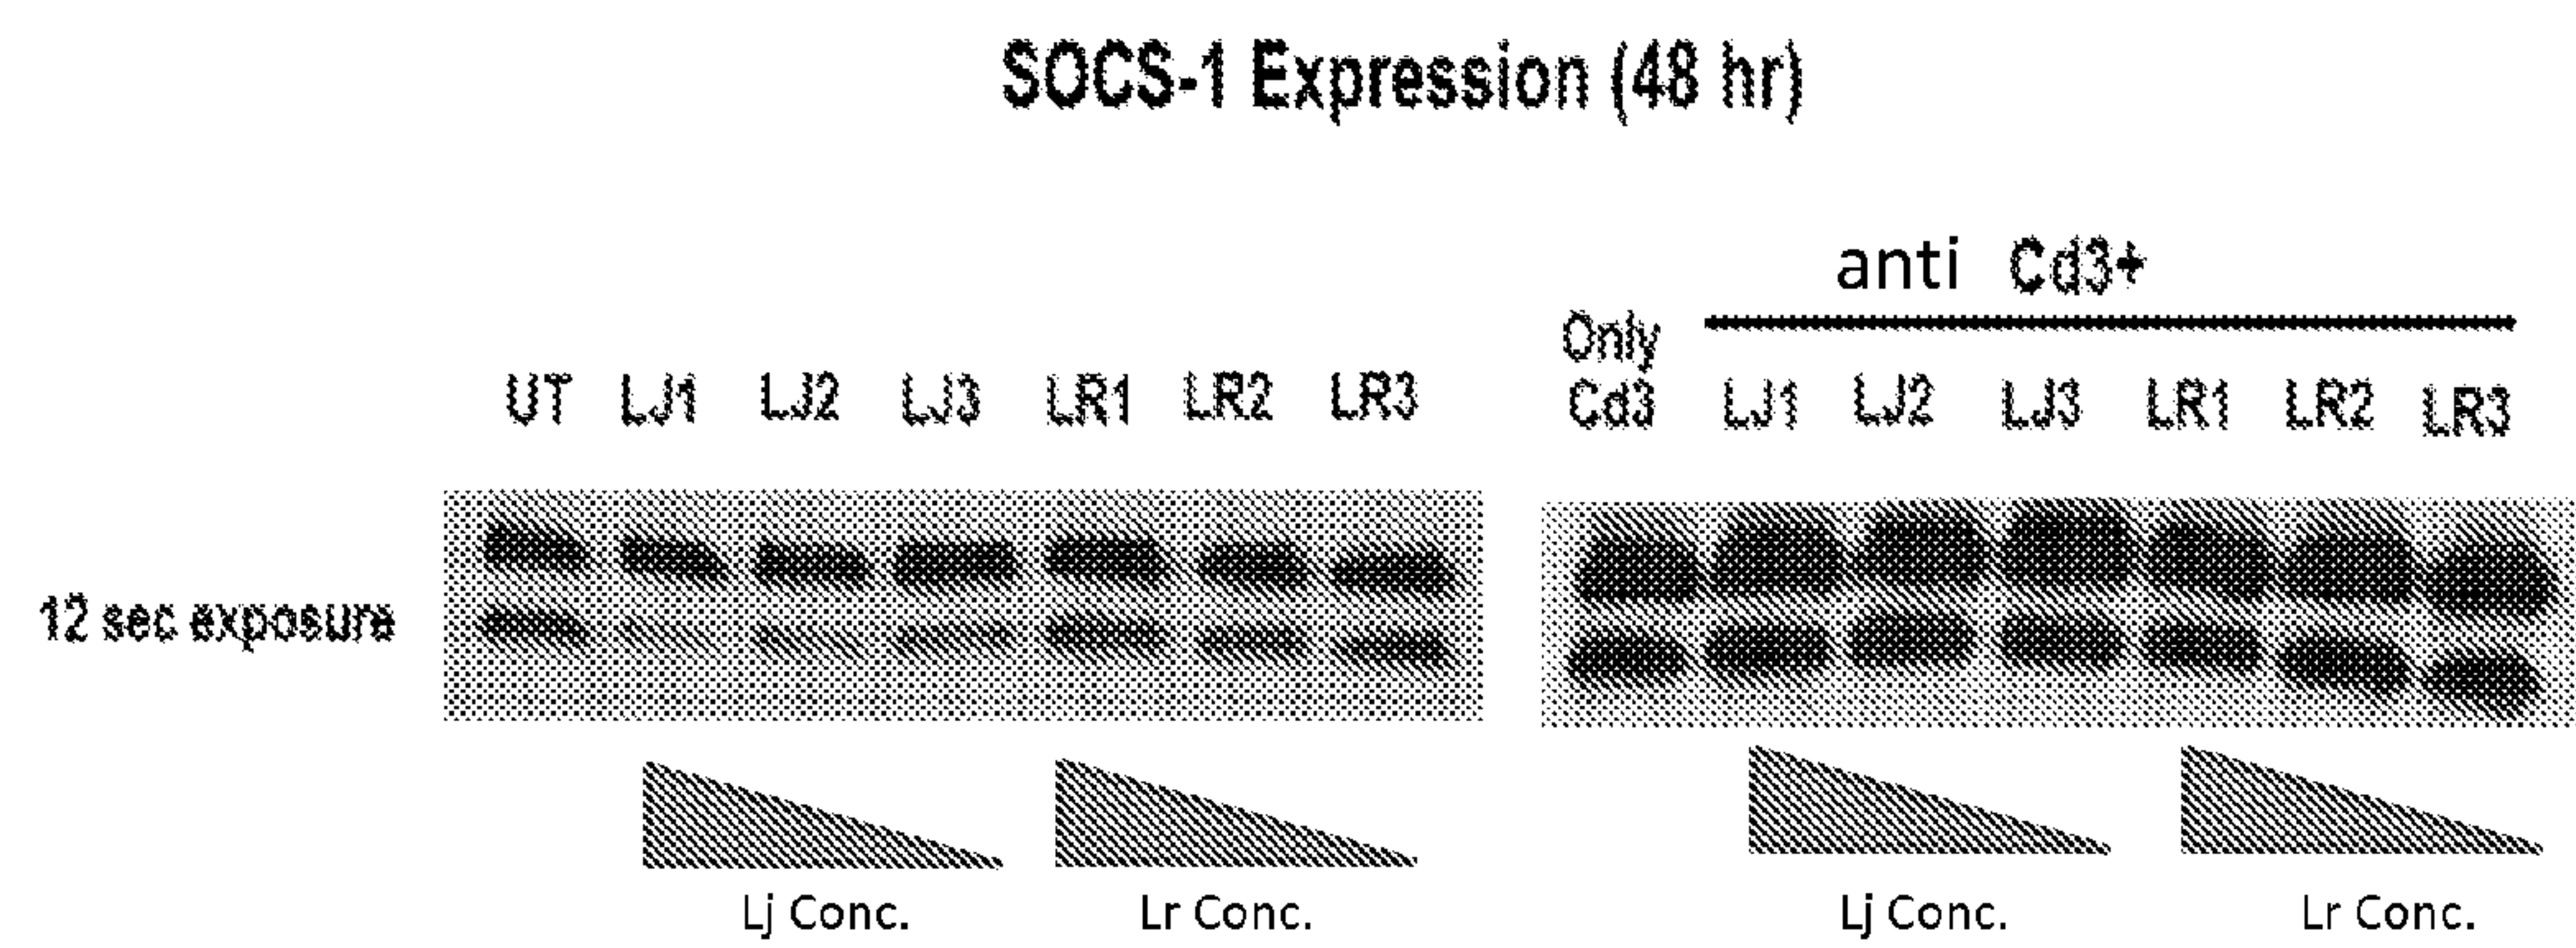 SOCS-1 Expression (48 hr)
anti Cd3+
Only
Cd3
UT LJ1 LJ2 LJ3 LR1 LR2 LR3
LJ1 LJ2 LJ3 LR1 LR2 LR3
12 sec exposure
Lj Conc. Lr Conc. Lj Conc. Lr Conc.